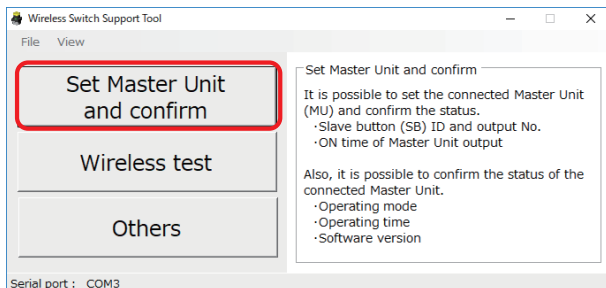 Wireless Switch Support Tool
File View
Set Master Unit
and confirm
Wireless test
Others
Set Master Unit and confirm
It is possible to set the connected Master Unit
(MU) and confirm the status.
・Slave button (SB) ID and output No.
・ON time of Master Unit output
Also, it is possible to confirm the status of the
connected Master Unit.
・Operating mode
・Operating time
・Software version
Serial port : COM3